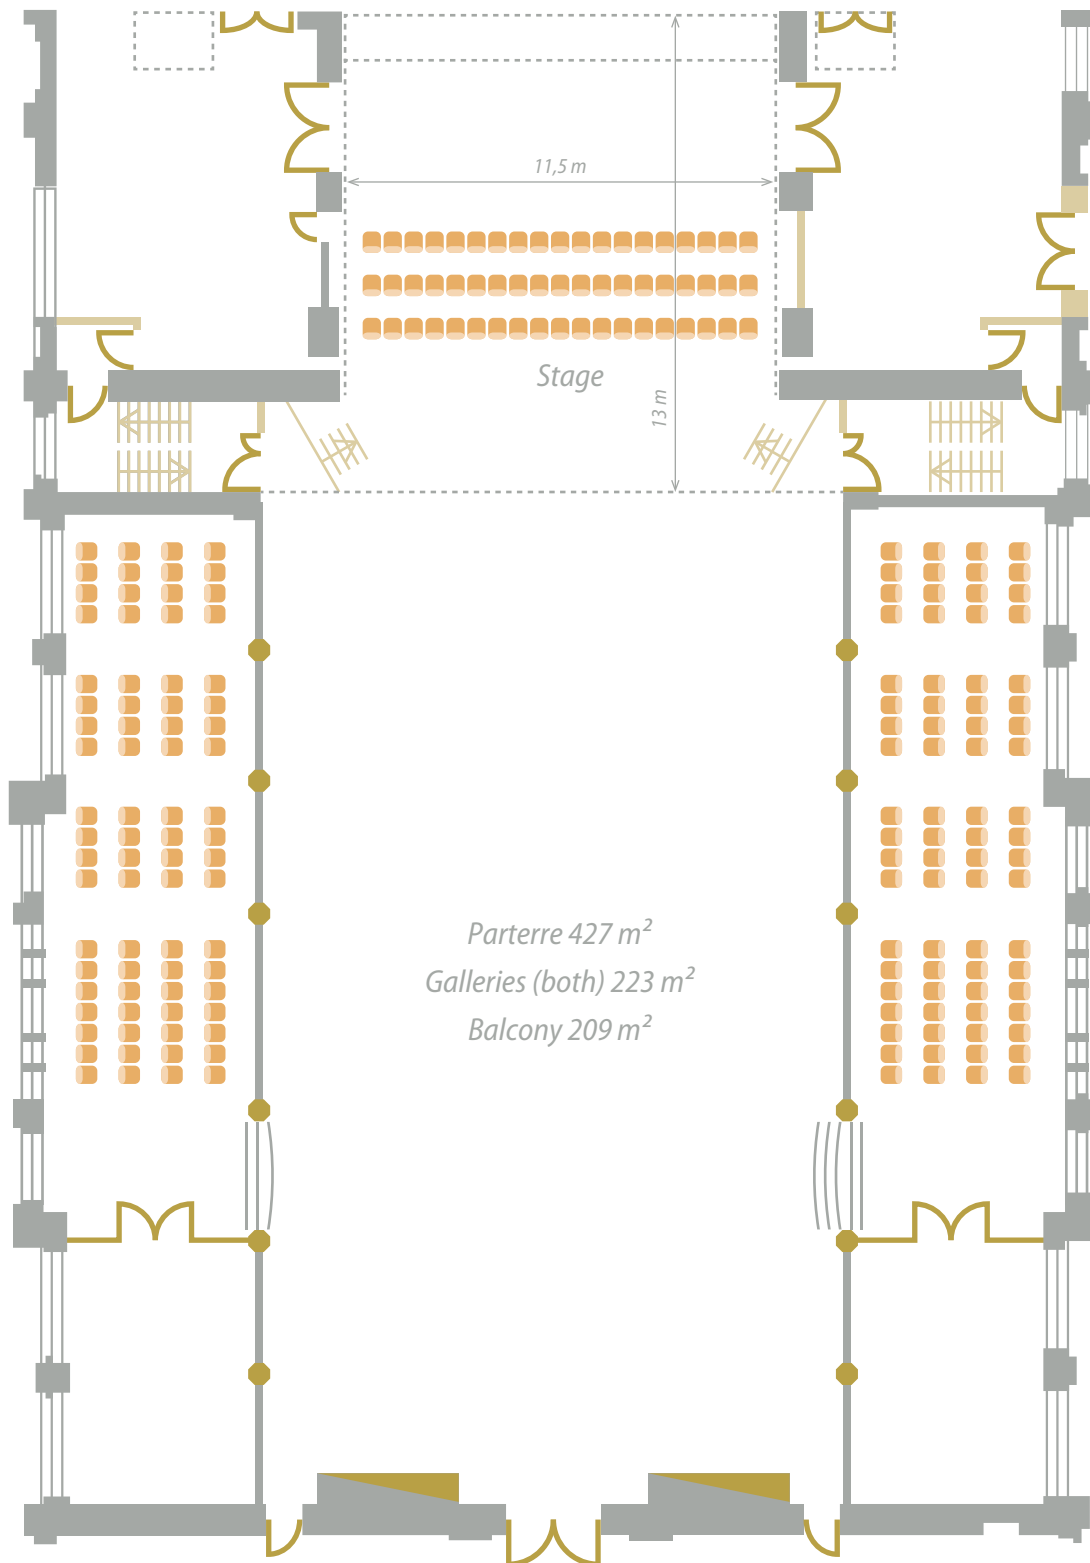 11,5 m
Stage
13 m
Parterre 427 m²
Galleries (both) 223 m²
Balcony 209 m²